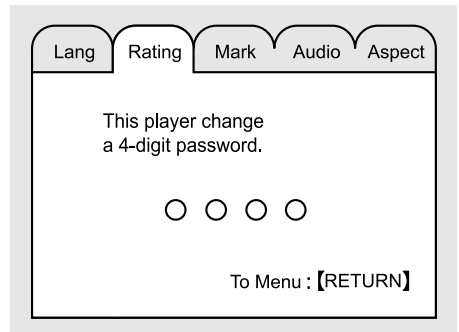 Lang Rating Mark Audio Aspect
This player change
a 4-digit password.
To Menu :【RETURN】